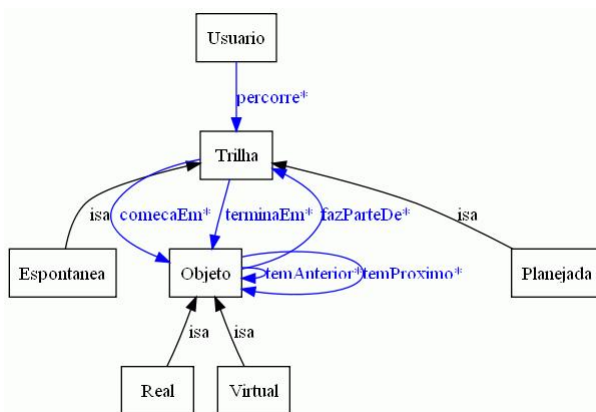 Usuario
percorre*
Trilha
isa
comecaEm*
terminaEm*
fazParteDe*
isa
Espontanea
Objeto
temAnterior*
temProximo*
Planejada
isa
isa
Real
Virtual